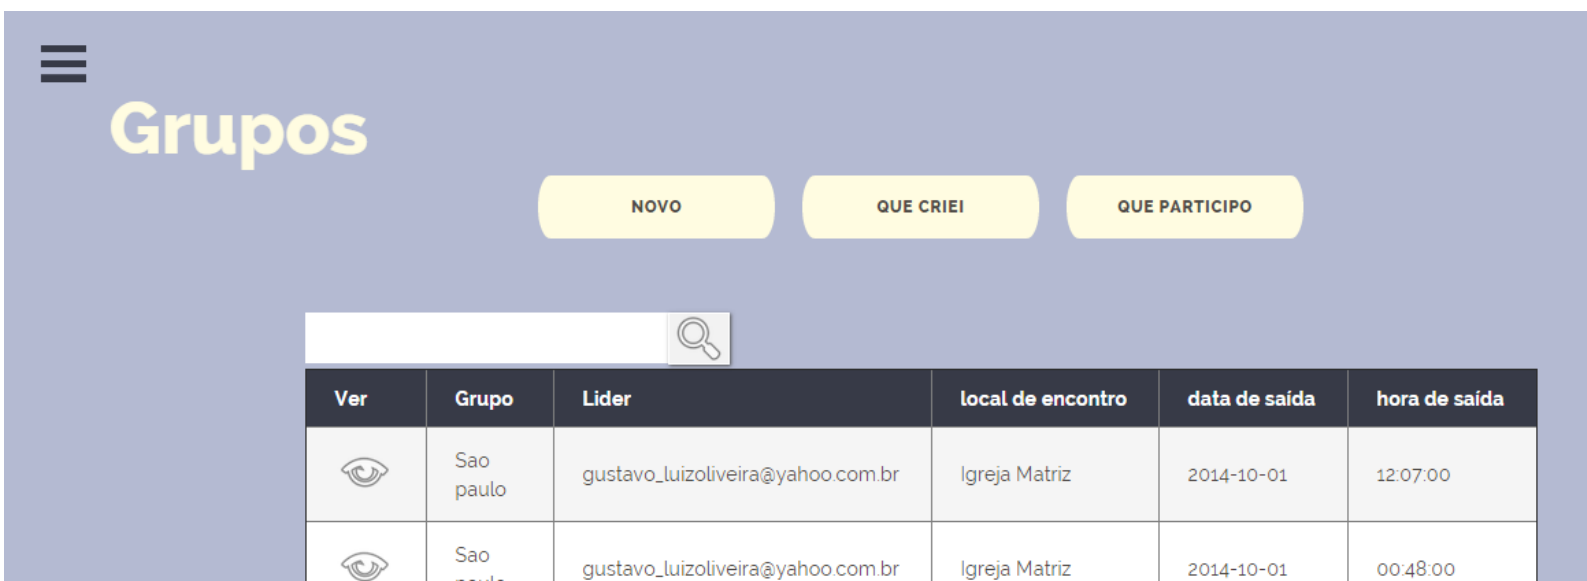 Grupos
NOVO QUE CRIEI QUE PARTICIPO
Ver Grupo Lider local de encontro data de saída hora de saída
Sao
gustavo_luizoliveira@yahoo.com.br Igreja Matriz 2014-10-01 12:07:00
paulo
Sao
gustavo_luizoliveira@yahoo.com.br Igreja Matriz 2014-10-01 00:48:00